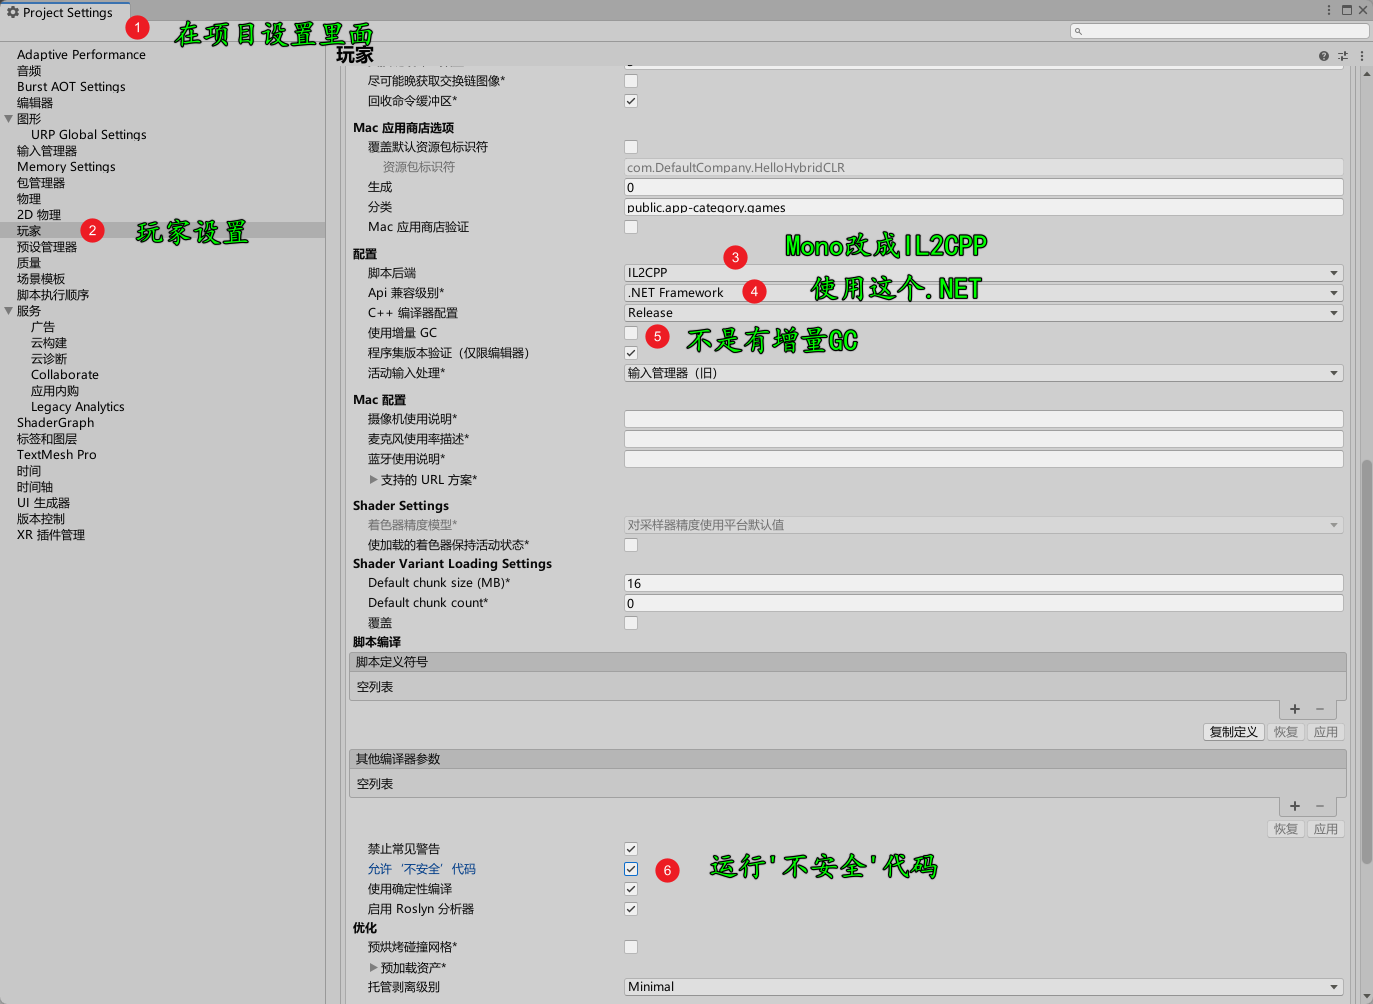 Project Settings
1
在项目设置里面
Adaptive Performance
音频
Burst AOT Settings
编辑器
图形
URP Global Settings
输入管理器
Memory Settings
包管理器
物理
2D 物理
玩家
2
玩家设置
预设管理器
质量
场景模板
脚本执行顺序
服务
广告
云构建
云诊断
Collaborate
应用内购
Legacy Analytics
ShaderGraph
标签和图层
TextMesh Pro
时间
时间轴
UI 生成器
版本控制
XR 插件管理
玩家
尽可能晚获取交换链图像*
回收命令缓冲区*
Mac 应用商店选项
覆盖默认资源包标识符
资源包标识符 com.DefaultCompany.HelloHybridCLR
生成 0
分类 public.app-category.games
Mac 应用商店验证
配置
3 Mono改成IL2CPP
脚本后端 IL2CPP
Api 兼容级别* .NET Framework 4 使用这个.NET
C++ 编译器配置 Release
使用增量 GC 5 不是有增量GC
程序集版本验证（仅限编辑器）
活动输入处理* 输入管理器（旧）
Mac 配置
摄像机使用说明*
麦克风使用率描述*
蓝牙使用说明*
支持的 URL 方案*
Shader Settings
着色器精度模型* 对采样器精度使用平台默认值
使加载的着色器保持活动状态*
Shader Variant Loading Settings
Default chunk size (MB)* 16
Default chunk count* 0
覆盖
脚本编译
脚本定义符号
空列表
+ −
复制定义 恢复 应用
其他编译器参数
空列表
+ −
恢复 应用
禁止常见警告
允许‘不安全’代码 6 运行'不安全'代码
使用确定性编译
启用 Roslyn 分析器
优化
预烘烤碰撞网格*
预加载资产*
托管剥离级别 Minimal